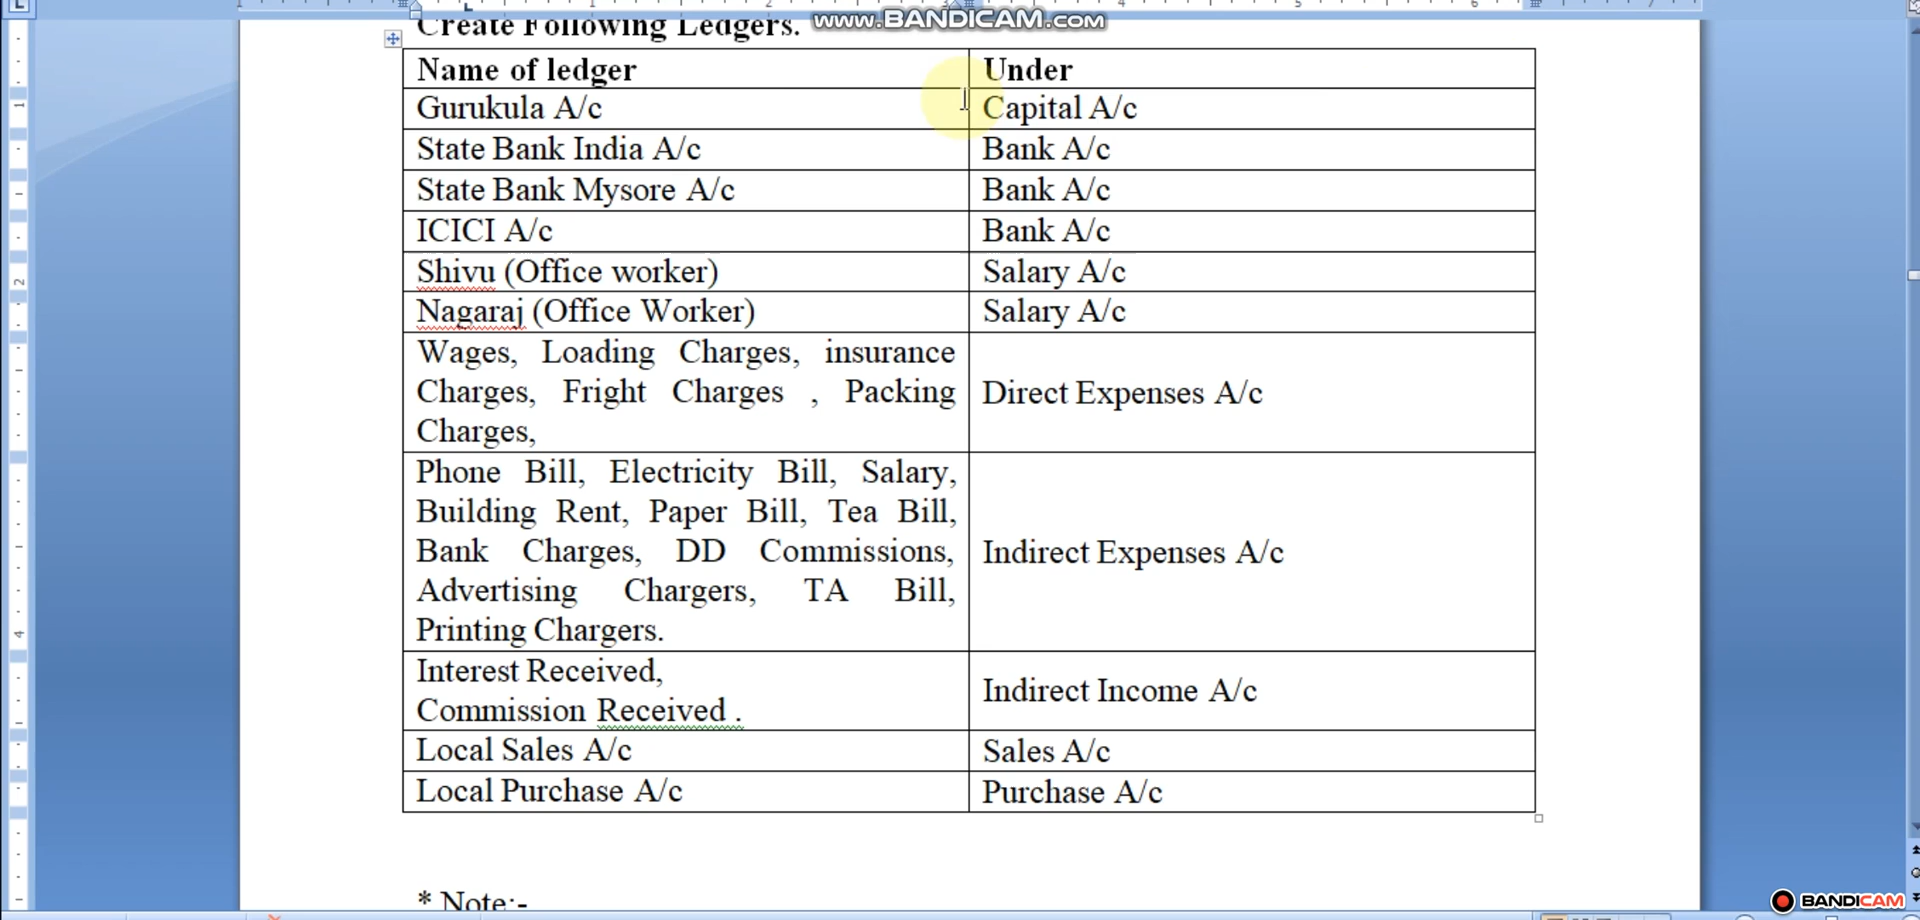 www.BANDICAM.com
Create Following Ledgers.
Name of ledger Under
Gurukula A/c Capital A/c
State Bank India A/c Bank A/c
State Bank Mysore A/c Bank A/c
ICICI A/c Bank A/c
Shivu (Office worker) Salary A/c
Nagaraj (Office Worker) Salary A/c
Wages, Loading Charges, insurance
Charges, Fright Charges , Packing
Charges,
Direct Expenses A/c
Phone Bill, Electricity Bill, Salary,
Building Rent, Paper Bill, Tea Bill,
Bank Charges, DD Commissions,
Advertising Chargers, TA Bill,
Printing Chargers.
Indirect Expenses A/c
Interest Received,
Commission Received .
Indirect Income A/c
Local Sales A/c Sales A/c
Local Purchase A/c Purchase A/c
* Note:-
BANDICAM